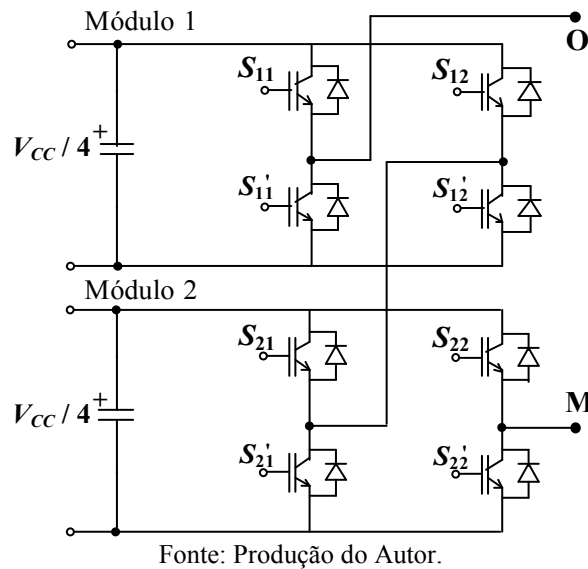 Módulo 1
O
S11
S12
VCC / 4
+
S11'
S12'
Módulo 2
S21
S22
VCC / 4
+
M
S21'
S22'
Fonte: Produção do Autor.